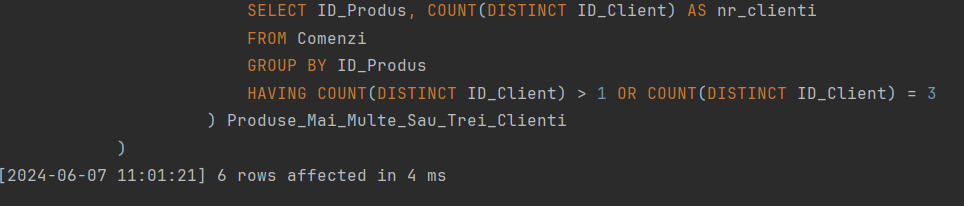 SELECT ID_Produs, COUNT(DISTINCT ID_Client) AS nr_clienti
FROM Comenzi
GROUP BY ID_Produs
HAVING COUNT(DISTINCT ID_Client) > 1 OR COUNT(DISTINCT ID_Client) = 3
) Produse_Mai_Multe_Sau_Trei_Clienti
)
[2024-06-07 11:01:21] 6 rows affected in 4 ms